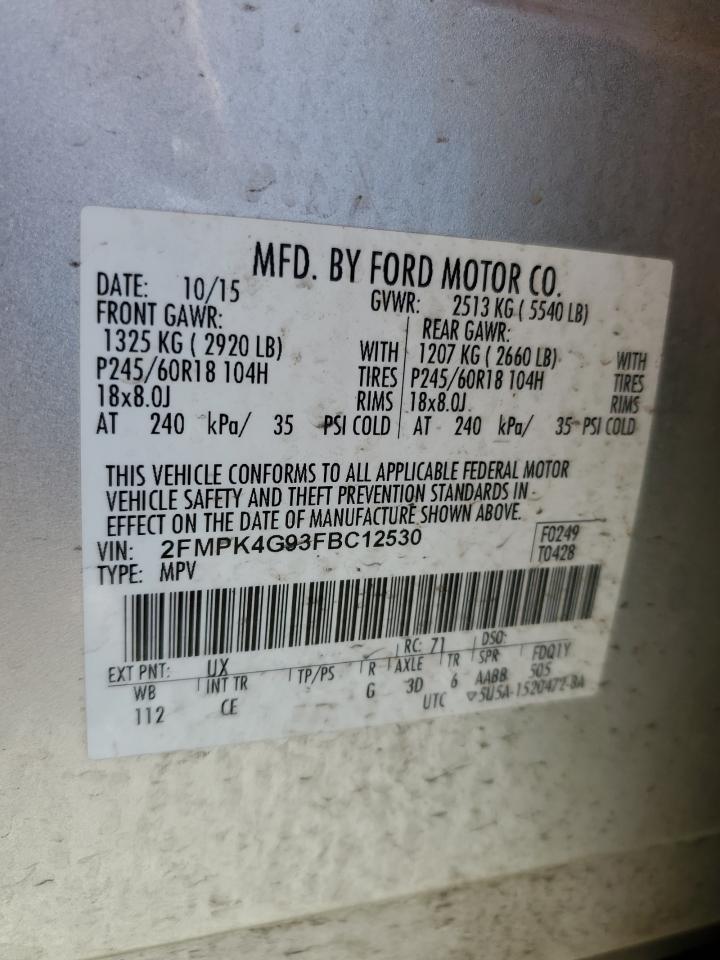 MFD. BY FORD MOTOR CO.
DATE: 10/15 GVWR: 2513 KG ( 5540 LB)
FRONT GAWR: REAR GAWR:
1325 KG ( 2920 LB) WITH 1207 KG ( 2660 LB) WITH
P245/60R18 104H TIRES P245/60R18 104H TIRES
18x8.0J RIMS 18x8.0J RIMS
AT 240 kPa/ 35 PSI COLD AT 240 kPa/ 35 PSI COLD
THIS VEHICLE CONFORMS TO ALL APPLICABLE FEDERAL MOTOR
VEHICLE SAFETY AND THEFT PREVENTION STANDARDS IN
EFFECT ON THE DATE OF MANUFACTURE SHOWN ABOVE.
VIN: 2FMPK4G93FBC12530 F0249
TYPE: MPV T0428
EXT PNT: UX RC: 71 DSO:
WB INT TR TP/PS R AXLE TR SPR FDQ1Y
112 CE G 3D 6 AABB 505
UTC ▽5U5A-1520472-BA